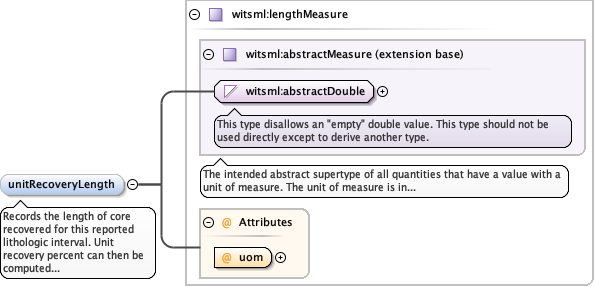 witsml:lengthMeasure
witsml:abstractMeasure (extension base)
witsml:abstractDouble
This type disallows an "empty" double value. This type should not be
used directly except to derive another type.
The intended abstract supertype of all quantities that have a value with a
unit of measure. The unit of measure is in...
unitRecoveryLength
Records the length of core
recovered for this reported
lithologic interval. Unit
recovery percent can then be
computed...
@ Attributes
@ uom